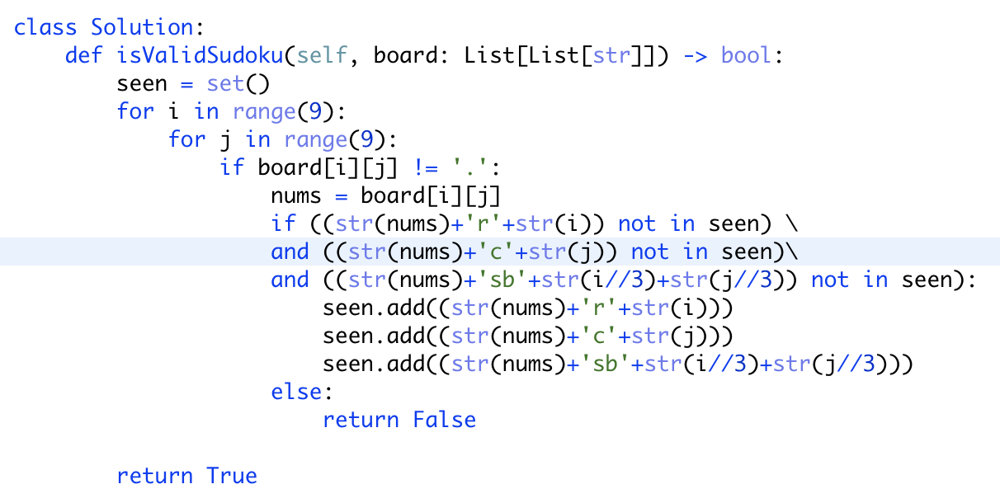 class Solution:
    def isValidSudoku(self, board: List[List[str]]) -> bool:
        seen = set()
        for i in range(9):
            for j in range(9):
                if board[i][j] != '.':
                    nums = board[i][j]
                    if ((str(nums)+'r'+str(i)) not in seen) \
                    and ((str(nums)+'c'+str(j)) not in seen)\
                    and ((str(nums)+'sb'+str(i//3)+str(j//3)) not in seen):
                        seen.add((str(nums)+'r'+str(i)))
                        seen.add((str(nums)+'c'+str(j)))
                        seen.add((str(nums)+'sb'+str(i//3)+str(j//3)))
                    else:
                        return False

        return True